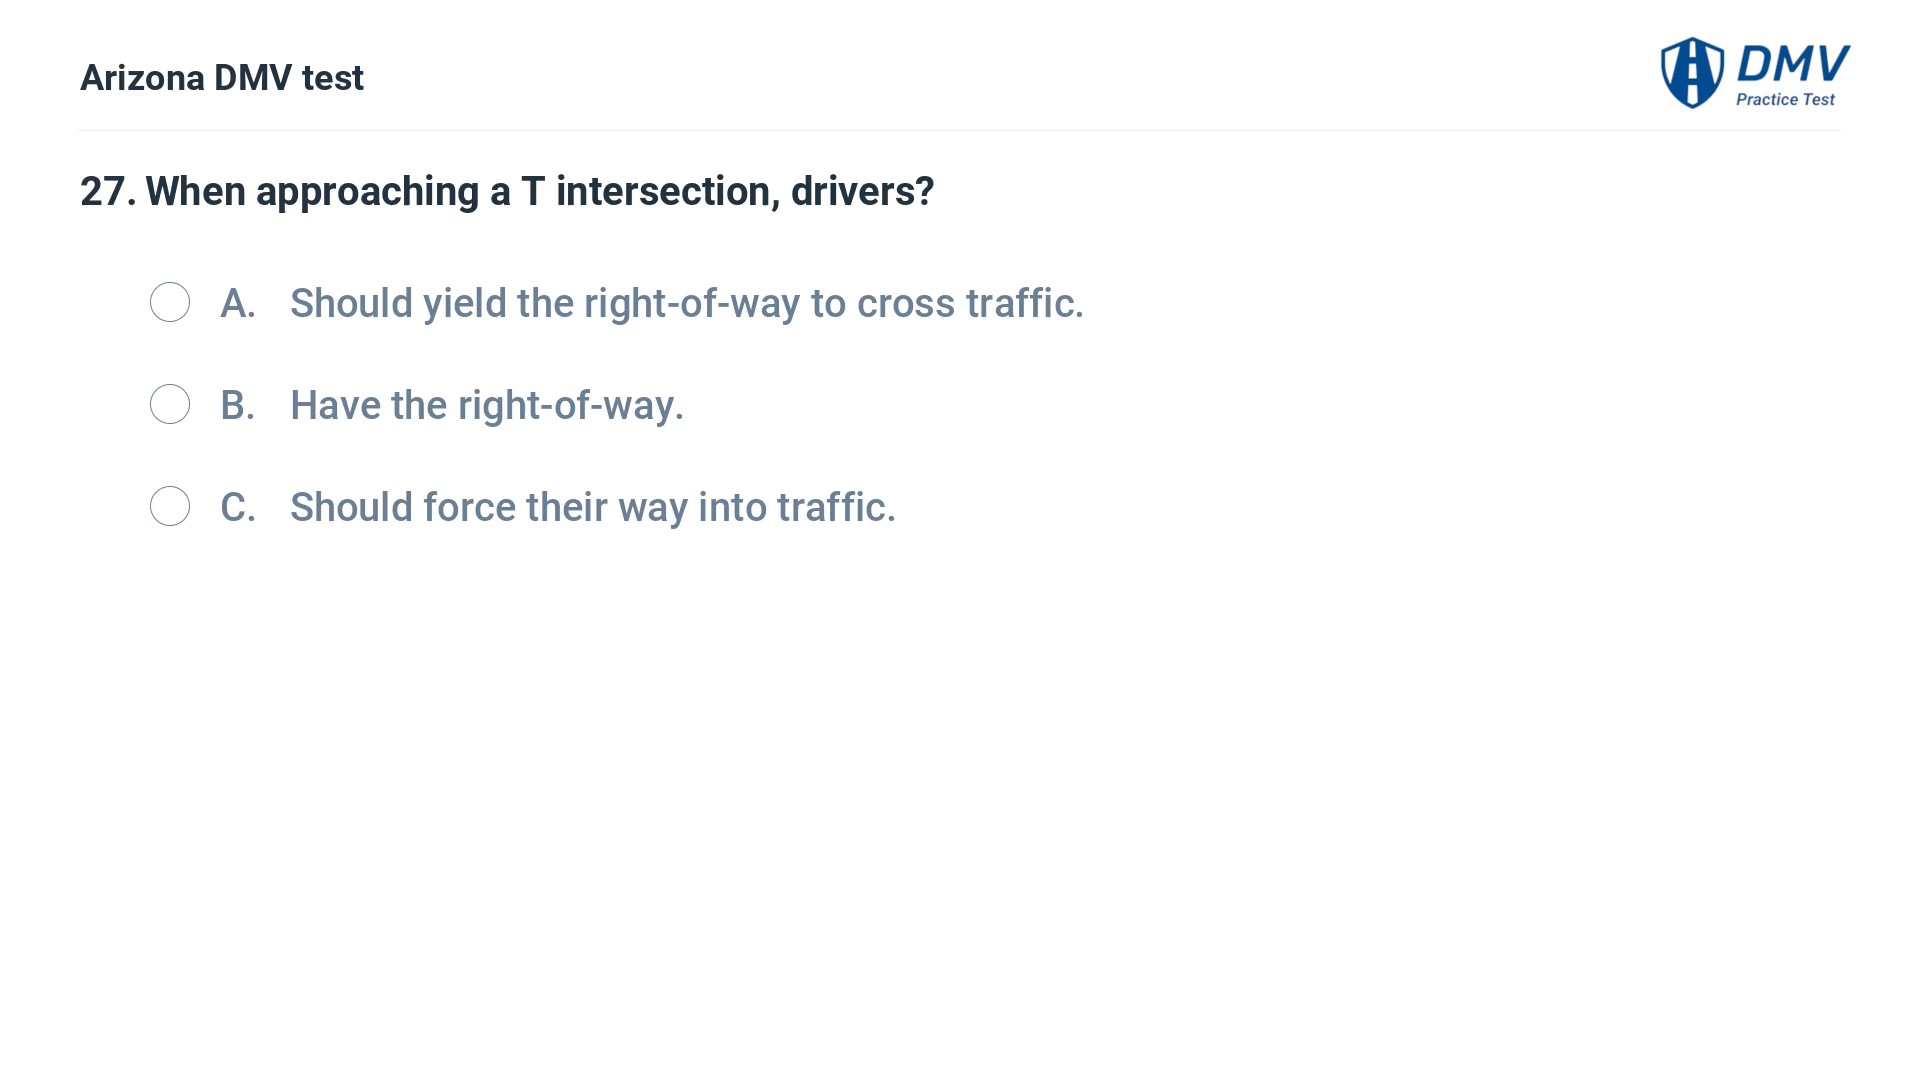 Arizona DMV test
DMV
Practice Test
27. When approaching a T intersection, drivers?
A. Should yield the right-of-way to cross traffic.
B. Have the right-of-way.
C. Should force their way into traffic.